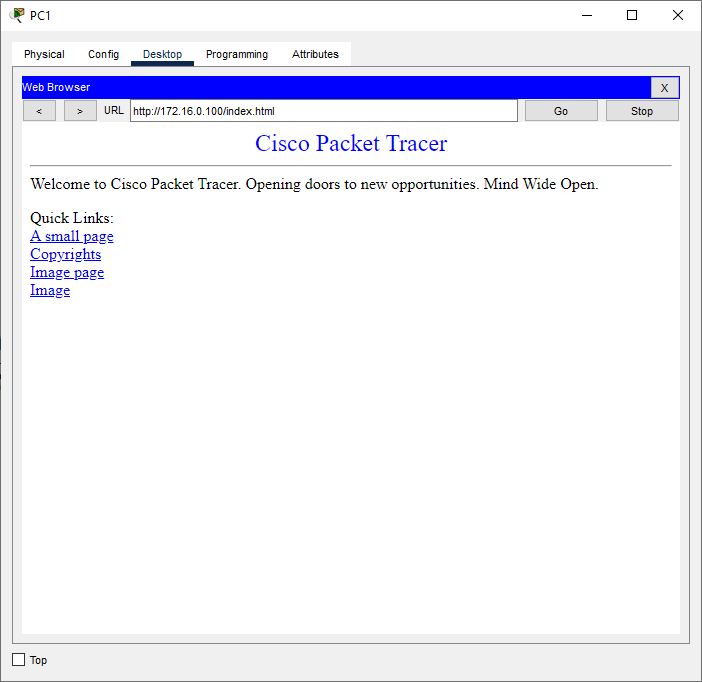 PC1
Physical Config Desktop Programming Attributes
Web Browser X
< > URL http://172.16.0.100/index.html Go Stop
Cisco Packet Tracer
Welcome to Cisco Packet Tracer. Opening doors to new opportunities. Mind Wide Open.
Quick Links:
A small page
Copyrights
Image page
Image
Top